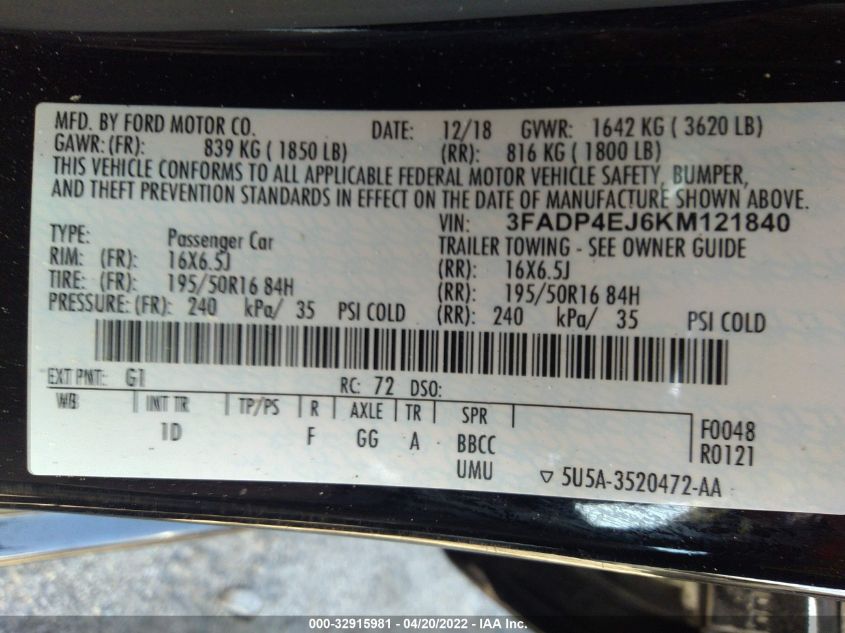 MFD. BY FORD MOTOR CO. DATE: 12/18 GVWR: 1642 KG ( 3620 LB)
GAWR: (FR): 839 KG ( 1850 LB) (RR): 816 KG ( 1800 LB)
THIS VEHICLE CONFORMS TO ALL APPLICABLE FEDERAL MOTOR VEHICLE SAFETY, BUMPER,
AND THEFT PREVENTION STANDARDS IN EFFECT ON THE DATE OF MANUFACTURE SHOWN ABOVE.
VIN: 3FADP4EJ6KM121840
TYPE: Passenger Car TRAILER TOWING - SEE OWNER GUIDE
RIM: (FR): 16X6.5J (RR): 16X6.5J
TIRE: (FR): 195/50R16 84H (RR): 195/50R16 84H
PRESSURE: (FR): 240 kPa/ 35 PSI COLD (RR): 240 kPa/ 35 PSI COLD
EXT PNT: G1 RC: 72 DSO:
WB INT TR TP/PS R AXLE TR SPR F0048
1D F GG A BBCC R0121
UMU 5U5A-3520472-AA
000-32915981 - 04/20/2022 - IAA Inc.